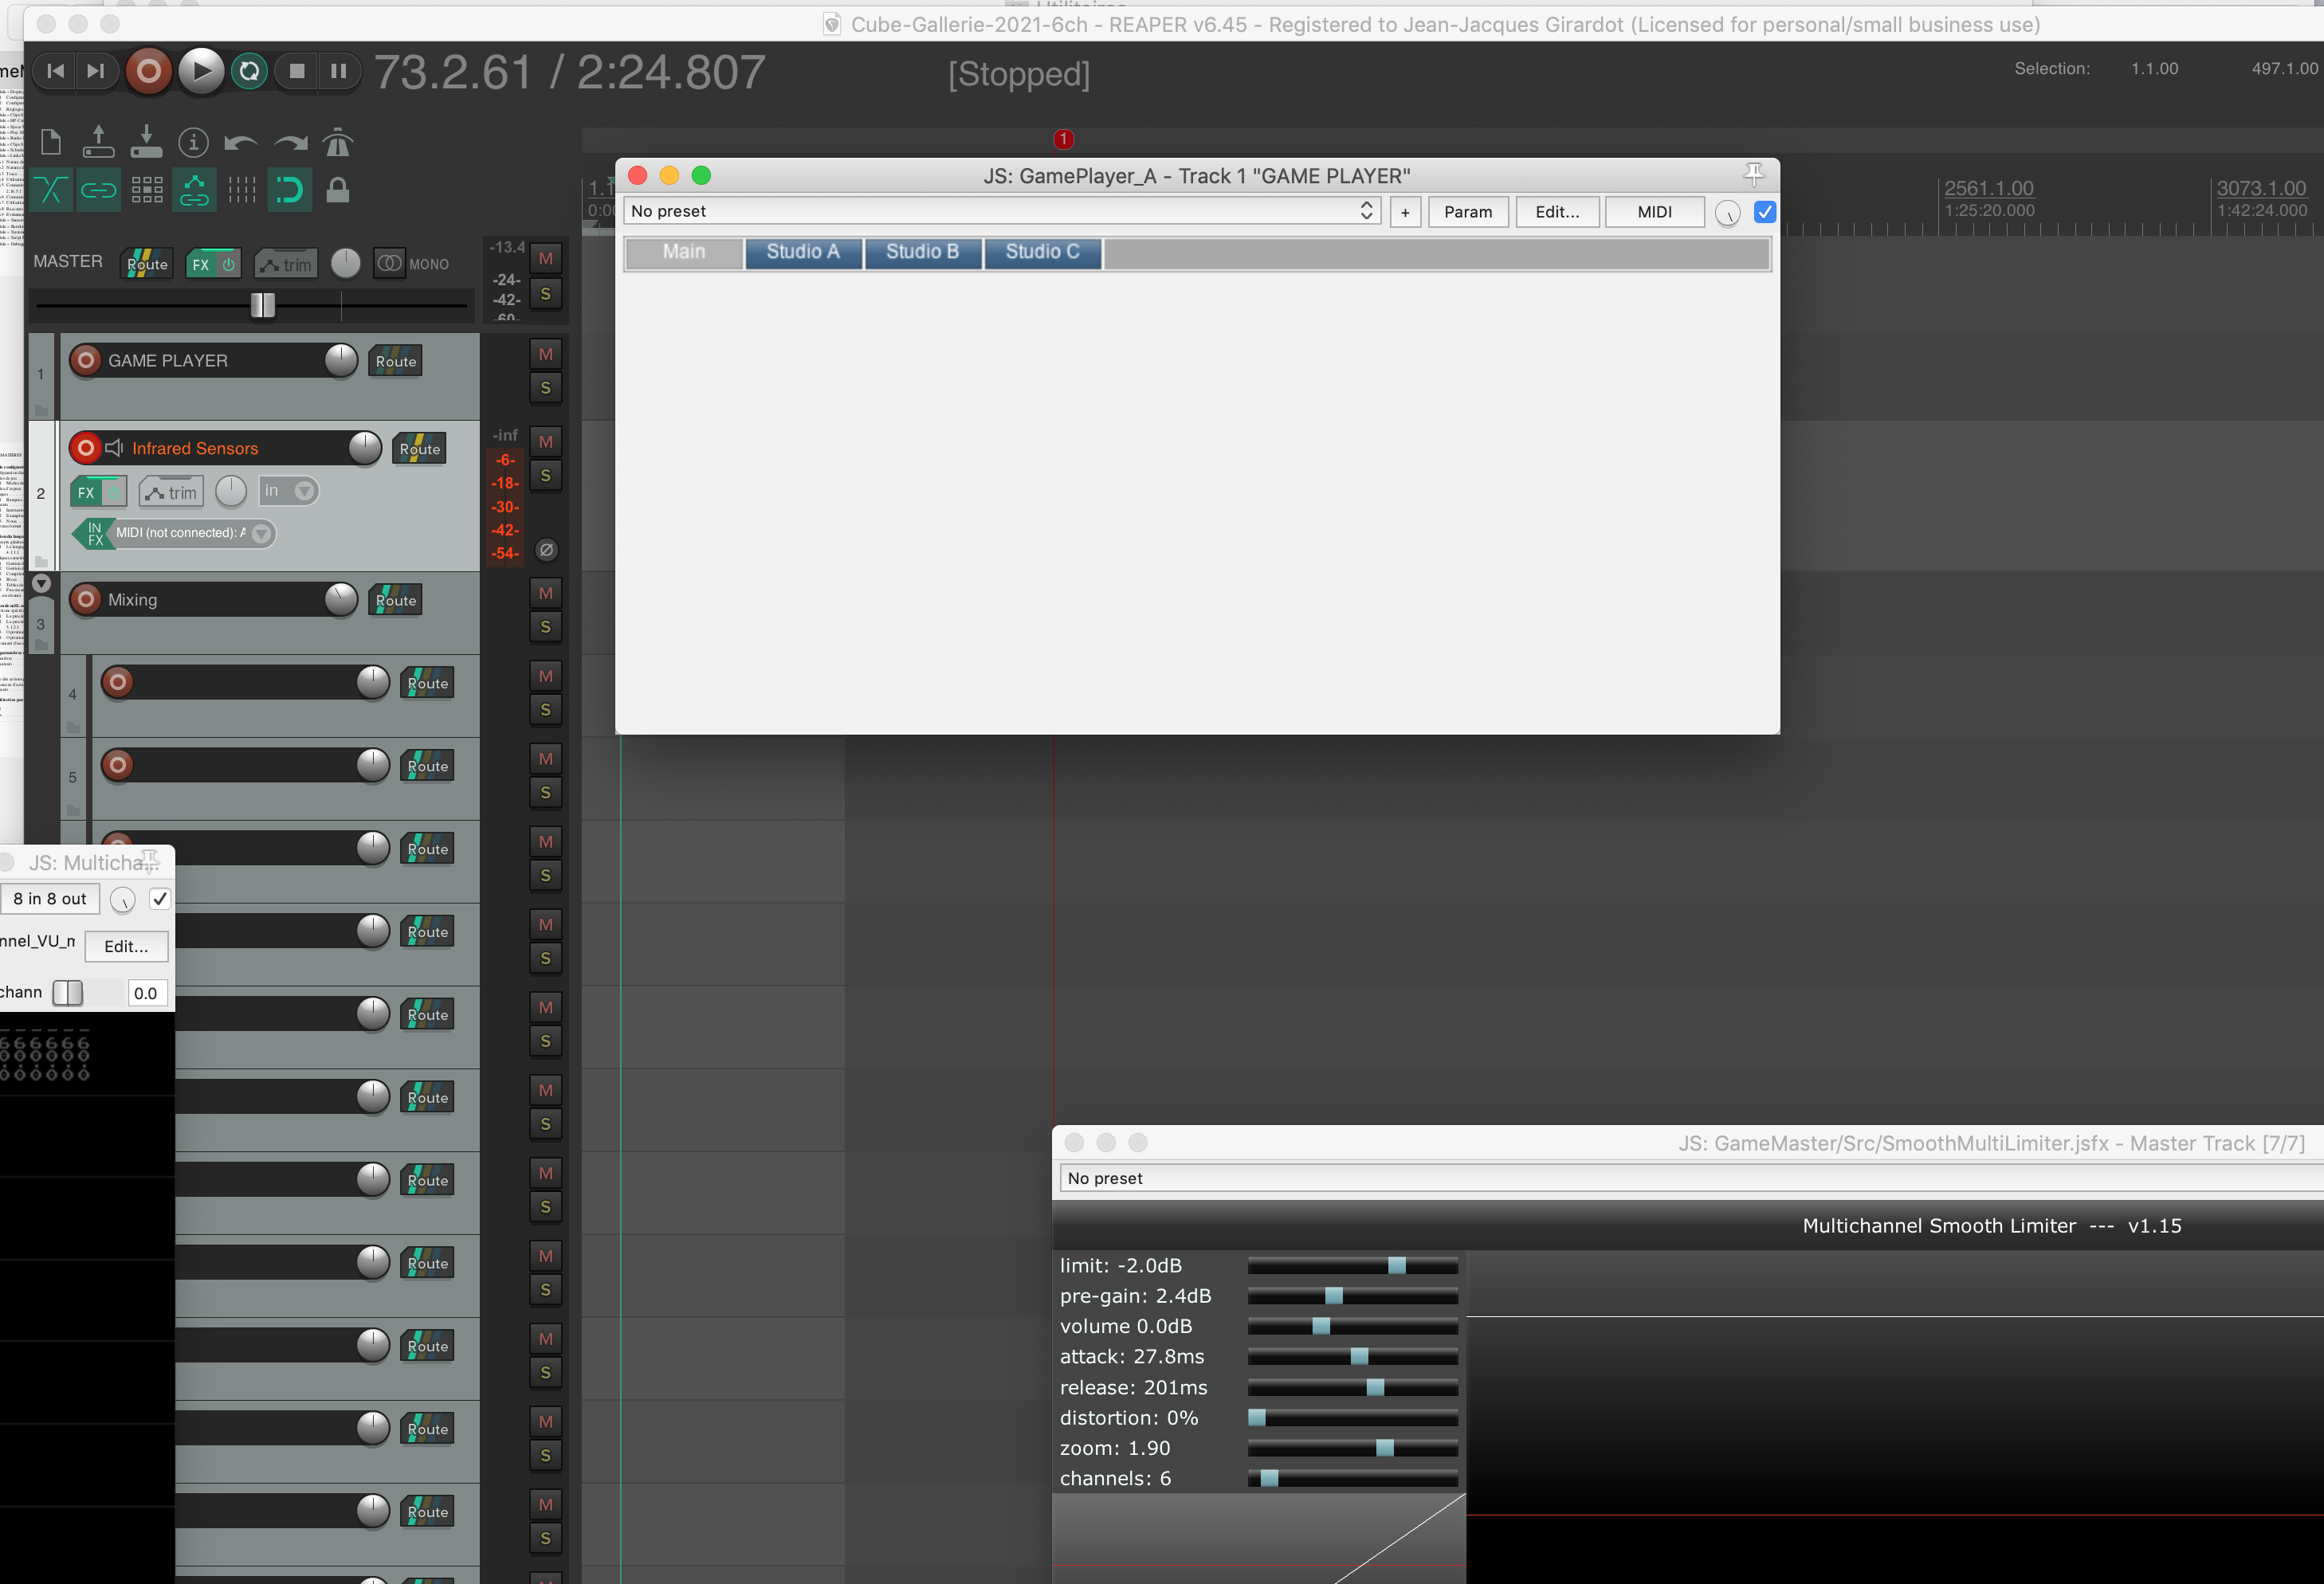 Cube-Gallerie-2021-6ch - REAPER v6.45 - Registered to Jean-Jacques Girardot (Licensed for personal/small business use)
73.2.61 / 2:24.807
[Stopped]
Selection: 1.1.00 497.1.00
1
JS: GamePlayer_A - Track 1 "GAME PLAYER"
No preset + Param Edit... MIDI
Main Studio A Studio B Studio C
2561.1.00 3073.1.00
1:25:20.000 1:42:24.000
MASTER Route FX trim MONO
-13.4 M
-24-
-42- S
-60-
1 GAME PLAYER Route M
S
2 Infrared Sensors Route -inf M
-6-
S
FX trim in -18-
-30-
IN FX MIDI (not connected): A -42-
-54-
3 Mixing Route M
S
4 Route M
S
5 Route M
S
Route M
S
JS: Multicha...
8 in 8 out
nnel_VU_m Edit...
chann 0.0
Route M
S
Route M
S
Route M
S
Route M
S
Route M
S
Route M
S
Route M
S
Route M
S
JS: GameMaster/Src/SmoothMultiLimiter.jsfx - Master Track [7/7]
No preset
Multichannel Smooth Limiter --- v1.15
limit: -2.0dB
pre-gain: 2.4dB
volume 0.0dB
attack: 27.8ms
release: 201ms
distortion: 0%
zoom: 1.90
channels: 6